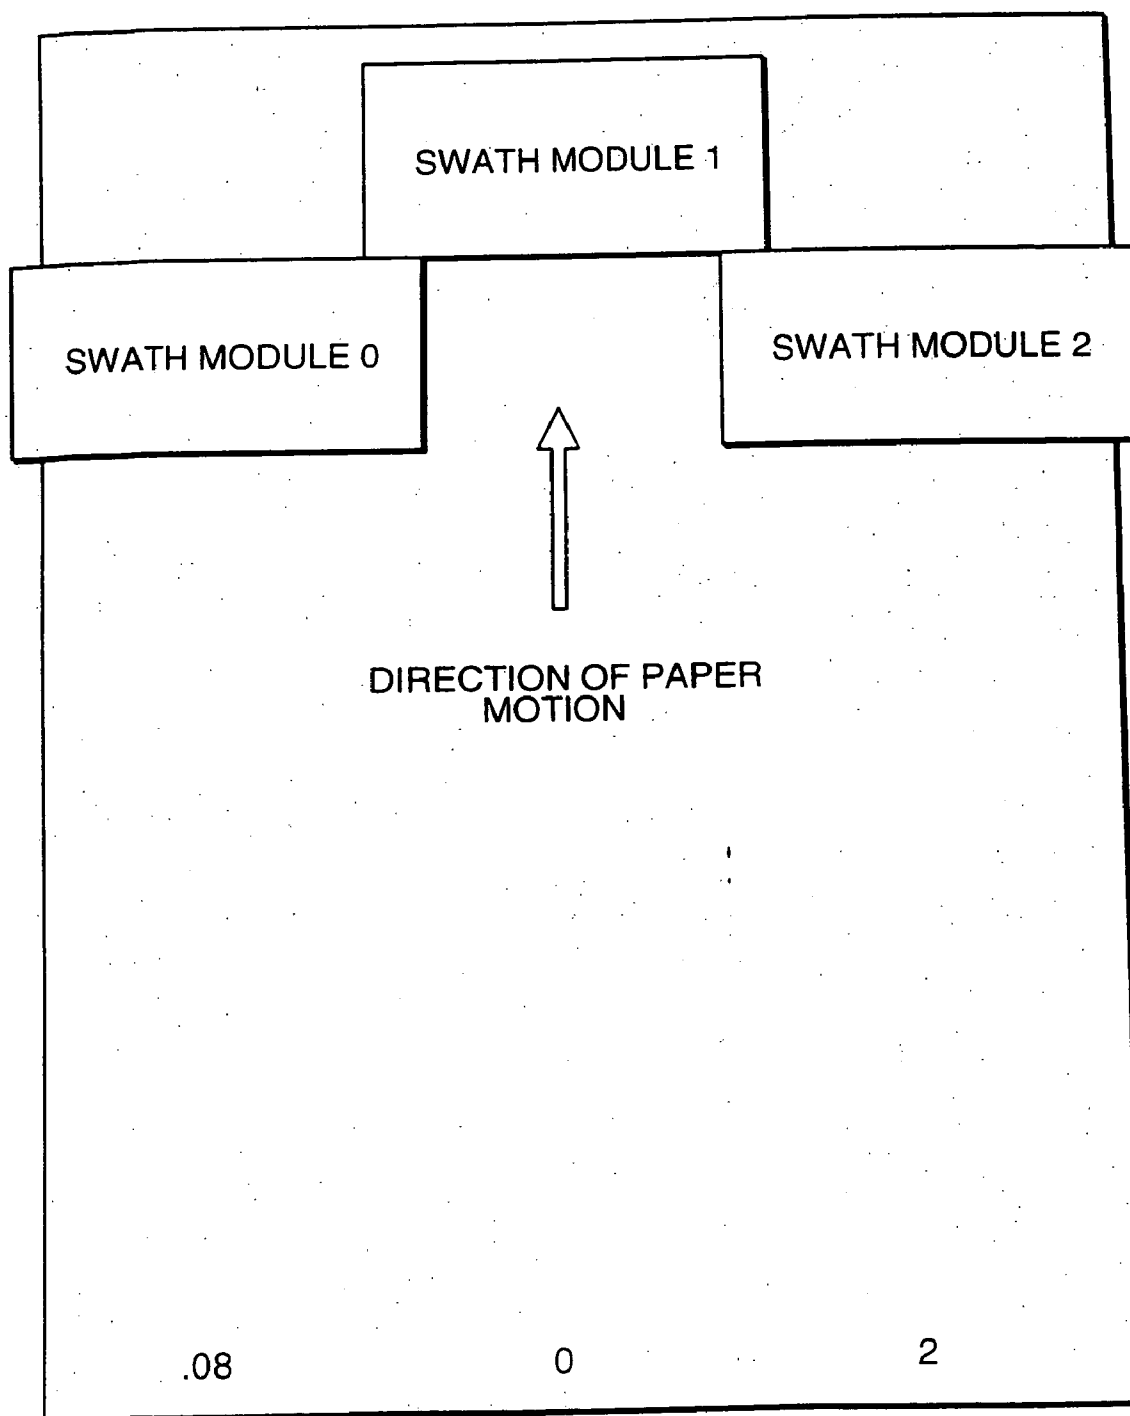 SWATH MODULE 1
SWATH MODULE 0
SWATH MODULE 2
DIRECTION OF PAPER
MOTION
.08
0
2